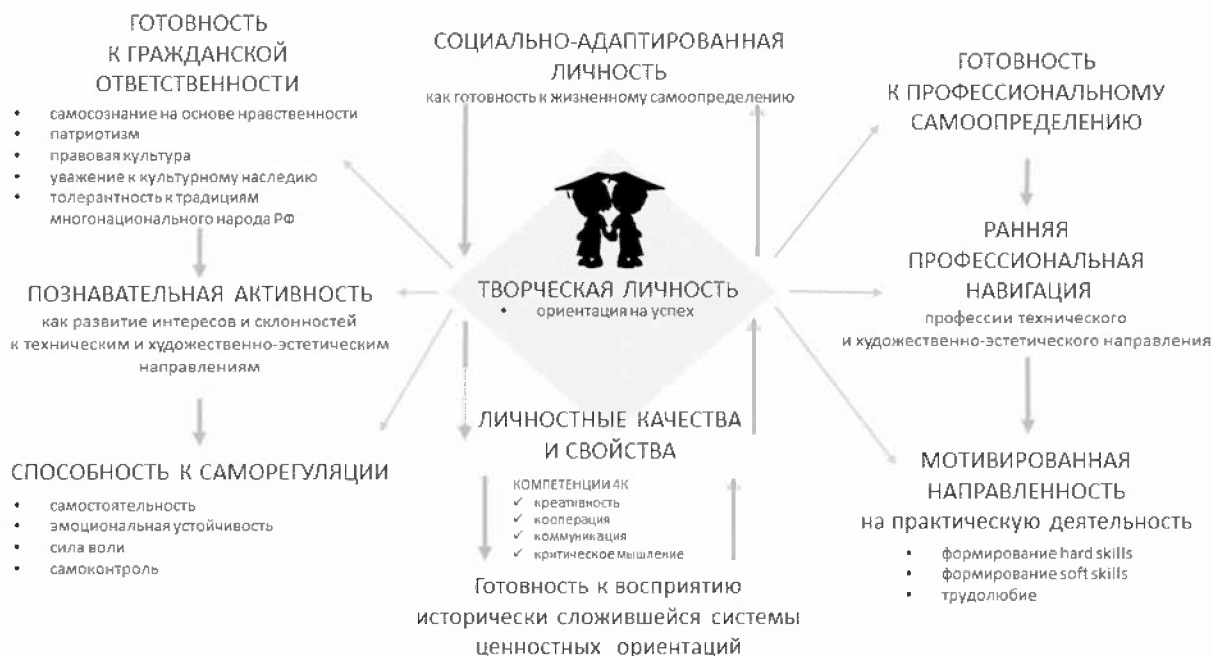 ГОТОВНОСТЬ
К ГРАЖДАНСКОЙ
ОТВЕТСТВЕННОСТИ
• самосознание на основе нравственности
• патриотизм
• правовая культура
• уважение к культурному наследию
• толерантность к традициям
многонационального народа РФ
ПОЗНАВАТЕЛЬНАЯ АКТИВНОСТЬ
как развитие интересов и склонностей
к техническим и художественно-эстетическим
направлениям
СПОСОБНОСТЬ К САМОРЕГУЛЯЦИИ
• самостоятельность
• эмоциональная устойчивость
• сила воли
• самоконтроль
СОЦИАЛЬНО-АДАПТИРОВАННАЯ
ЛИЧНОСТЬ
как готовность к жизненному самоопределению
ТВОРЧЕСКАЯ ЛИЧНОСТЬ
• ориентация на успех
ЛИЧНОСТНЫЕ КАЧЕСТВА
И СВОЙСТВА
КОМПЕТЕНЦИИ 4К
✓ креативность
✓ кооперация
✓ коммуникация
✓ критическое мышление
Готовность к восприятию
исторически сложившейся системы
ценностных ориентаций
ГОТОВНОСТЬ
К ПРОФЕССИОНАЛЬНОМУ
САМООПРЕДЕЛЕНИЮ
РАННЯЯ
ПРОФЕССИОНАЛЬНАЯ
НАВИГАЦИЯ
профессии технического
и художественно-эстетического направления
МОТИВИРОВАННАЯ
НАПРАВЛЕННОСТЬ
на практическую деятельность
• формирование hard skills
• формирование soft skills
• трудолюбие